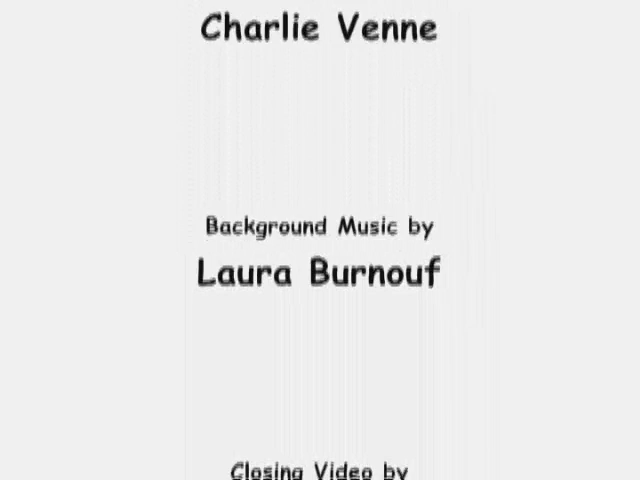 Charlie Venne
Background Music by
Laura Burnouf
Closing Video by